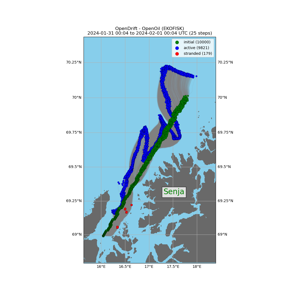 OpenDrift - OpenOil (EKOFISK)
2024-01-31 00:04 to 2024-02-01 00:04 UTC (25 steps)
initial (10000)
active (9821)
stranded (179)
70.25°N
70.25°N
70°N
70°N
69.75°N
69.75°N
69.5°N
69.5°N
Senja
69.25°N
69.25°N
69°N
69°N
16°E
16.5°E
17°E
17.5°E
18°E